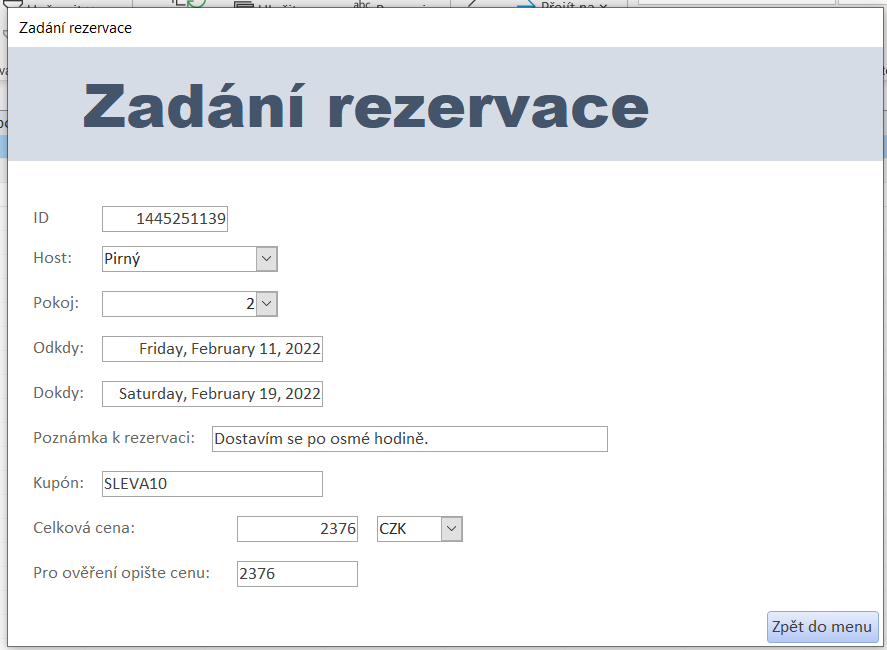 Přejít na
Zadání rezervace
Zadání rezervace
ID 1445251139
Host: Pirný
Pokoj: 2
Odkdy: Friday, February 11, 2022
Dokdy: Saturday, February 19, 2022
Poznámka k rezervaci: Dostavím se po osmé hodině.
Kupón: SLEVA10
Celková cena: 2376 CZK
Pro ověření opište cenu: 2376
Zpět do menu